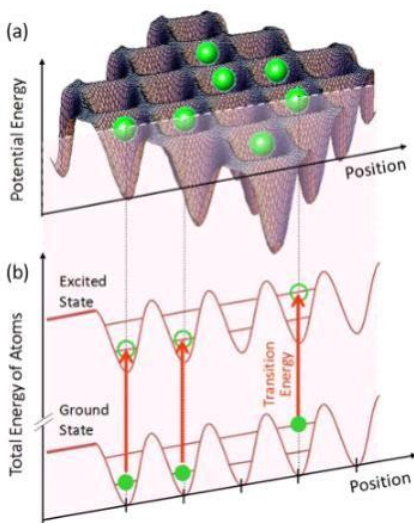 (a)
Potential Energy
Position
(b)
Total Energy of Atoms
Excited
State
Transition
Energy
Ground
State
Position